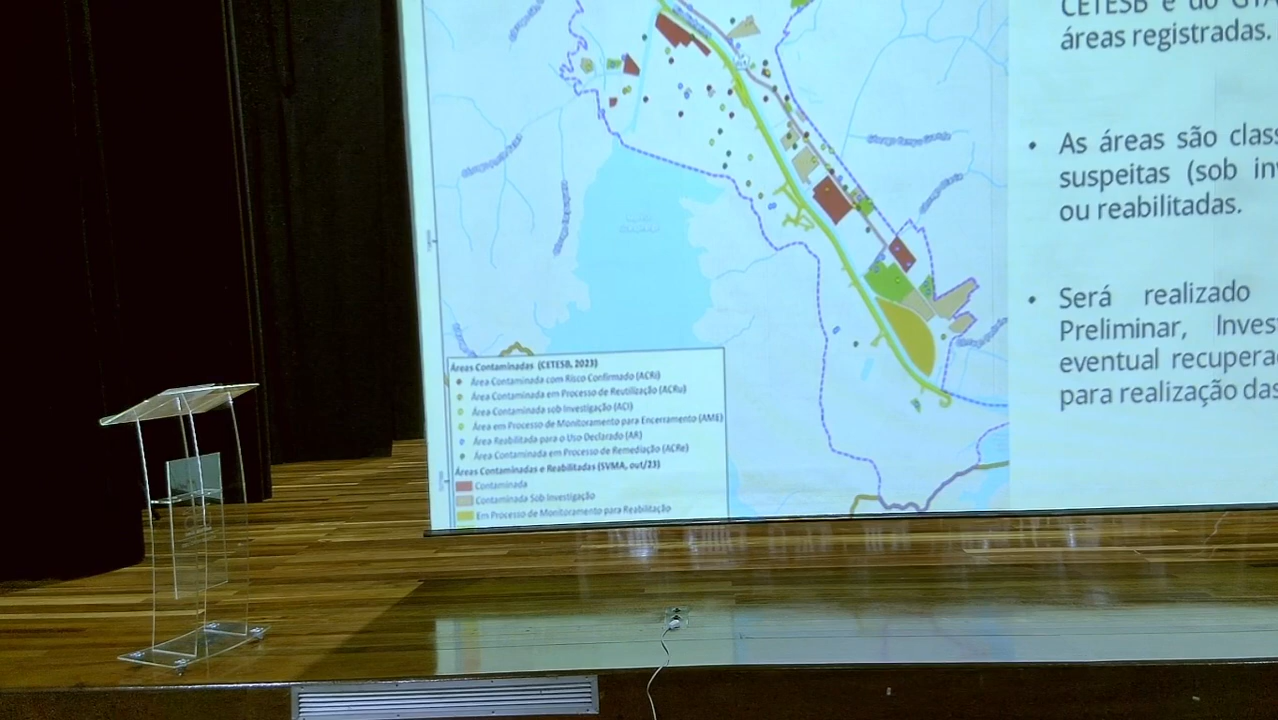 CETESB e do GTA
áreas registradas.
• As áreas são clas
suspeitas (sob in
ou reabilitadas.
• Será realizado
Preliminar, Inves
eventual recupera
para realização das
Áreas Contaminadas (CETESB, 2023)
Área Contaminada com Risco Confirmado (ACRi)
Área Contaminada em Processo de Reutilização (ACRu)
Área Contaminada sob Investigação (ACI)
Área em Processo de Monitoramento para Encerramento (AME)
Área Reabilitada para o Uso Declarado (AR)
Área Contaminada em Processo de Remediação (ACRe)
Áreas Contaminadas e Reabilitadas (SVMA, out/23)
Contaminada
Contaminada Sob Investigação
Em Processo de Monitoramento para Reabilitação